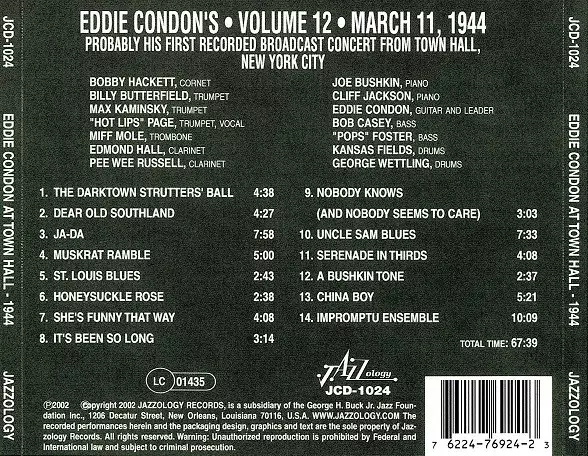 EDDIE CONDON'S • VOLUME 12 • MARCH 11, 1944
PROBABLY HIS FIRST RECORDED BROADCAST CONCERT FROM TOWN HALL,
NEW YORK CITY
BOBBY HACKETT, CORNET
BILLY BUTTERFIELD, TRUMPET
MAX KAMINSKY, TRUMPET
"HOT LIPS" PAGE, TRUMPET, VOCAL
MIFF MOLE, TROMBONE
EDMOND HALL, CLARINET
PEE WEE RUSSELL, CLARINET
JOE BUSHKIN, PIANO
CLIFF JACKSON, PIANO
EDDIE CONDON, GUITAR AND LEADER
BOB CASEY, BASS
"POPS" FOSTER, BASS
KANSAS FIELDS, DRUMS
GEORGE WETTLING, DRUMS
1. THE DARKTOWN STRUTTERS' BALL 4:38
2. DEAR OLD SOUTHLAND 4:27
3. JA-DA 7:58
4. MUSKRAT RAMBLE 5:00
5. ST. LOUIS BLUES 2:43
6. HONEYSUCKLE ROSE 2:38
7. SHE'S FUNNY THAT WAY 4:08
8. IT'S BEEN SO LONG 3:14
9. NOBODY KNOWS
(AND NOBODY SEEMS TO CARE) 3:03
10. UNCLE SAM BLUES 7:33
11. SERENADE IN THIRDS 4:08
12. A BUSHKIN TONE 2:37
13. CHINA BOY 5:21
14. IMPROMPTU ENSEMBLE 10:09
TOTAL TIME: 67:39
LC 01435
Jazzology
JCD-1024
℗2002 ©opyright 2002 JAZZOLOGY RECORDS, is a subsidiary of the George H. Buck Jr. Jazz Foun-
dation Inc., 1206 Decatur Street, New Orleans, Louisiana 70116, U.S.A. WWW.JAZZOLOGY.COM The
recorded performances herein and the packaging design, graphics and text are the sole property of Jaz-
zology Records. All rights reserved. Warning: Unauthorized reproduction is prohibited by Federal and
International law and subject to criminal prosecution.
7 62247-76924-2 3
JCD-1024
EDDIE CONDON AT TOWN HALL - 1944
JAZZOLOGY
JCD-1024
EDDIE CONDON AT TOWN HALL - 1944
JAZZOLOGY